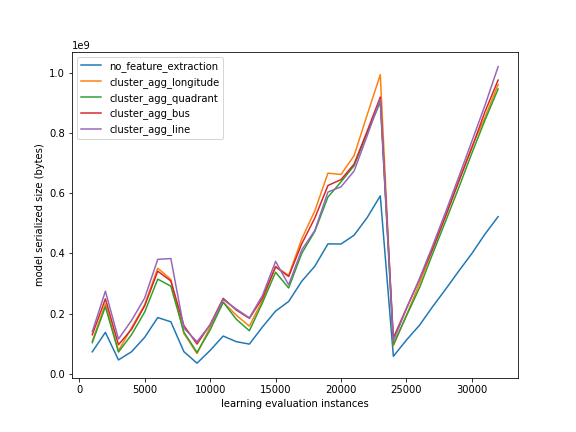 1e9
no_feature_extraction
cluster_agg_longitude
cluster_agg_quadrant
cluster_agg_bus
cluster_agg_line
model serialized size (bytes)
1.0
0.8
0.6
0.4
0.2
0.0
0
5000
10000
15000
20000
25000
30000
learning evaluation instances